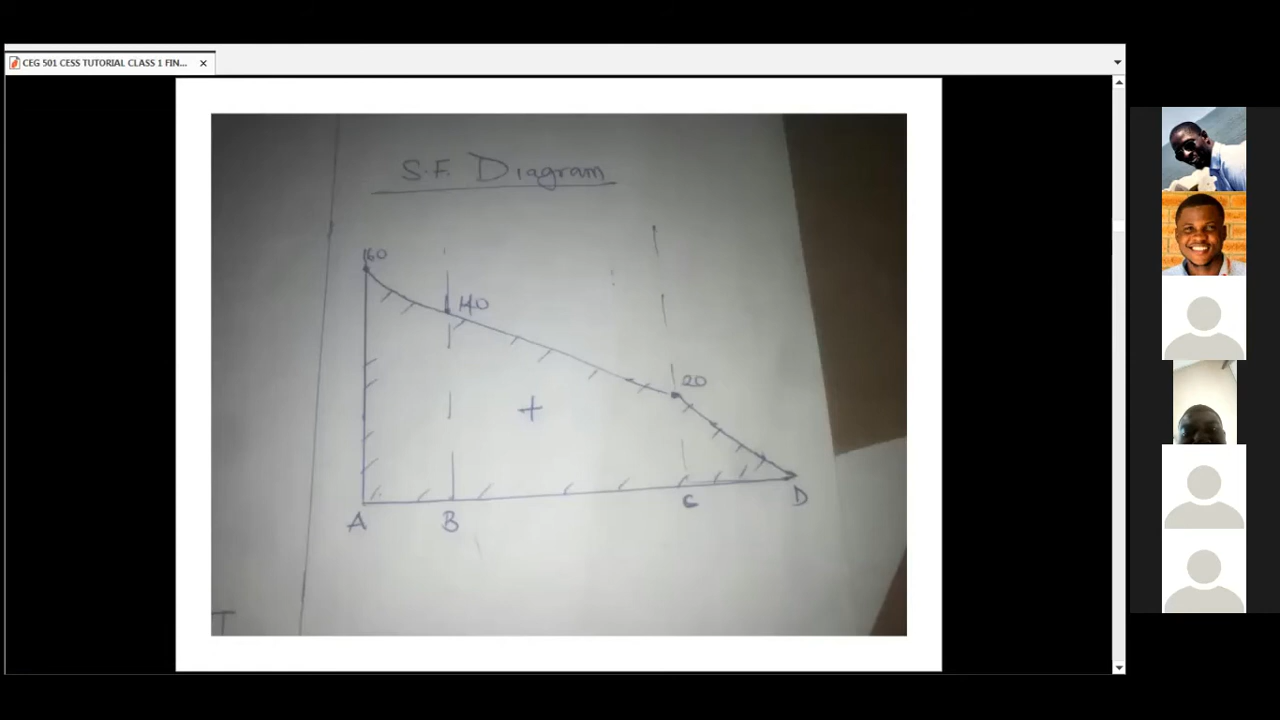 CEG 501 CESS TUTORIAL CLASS 1 FIN...
S.F. Diagram
160
140
20
+
A
B
C
D